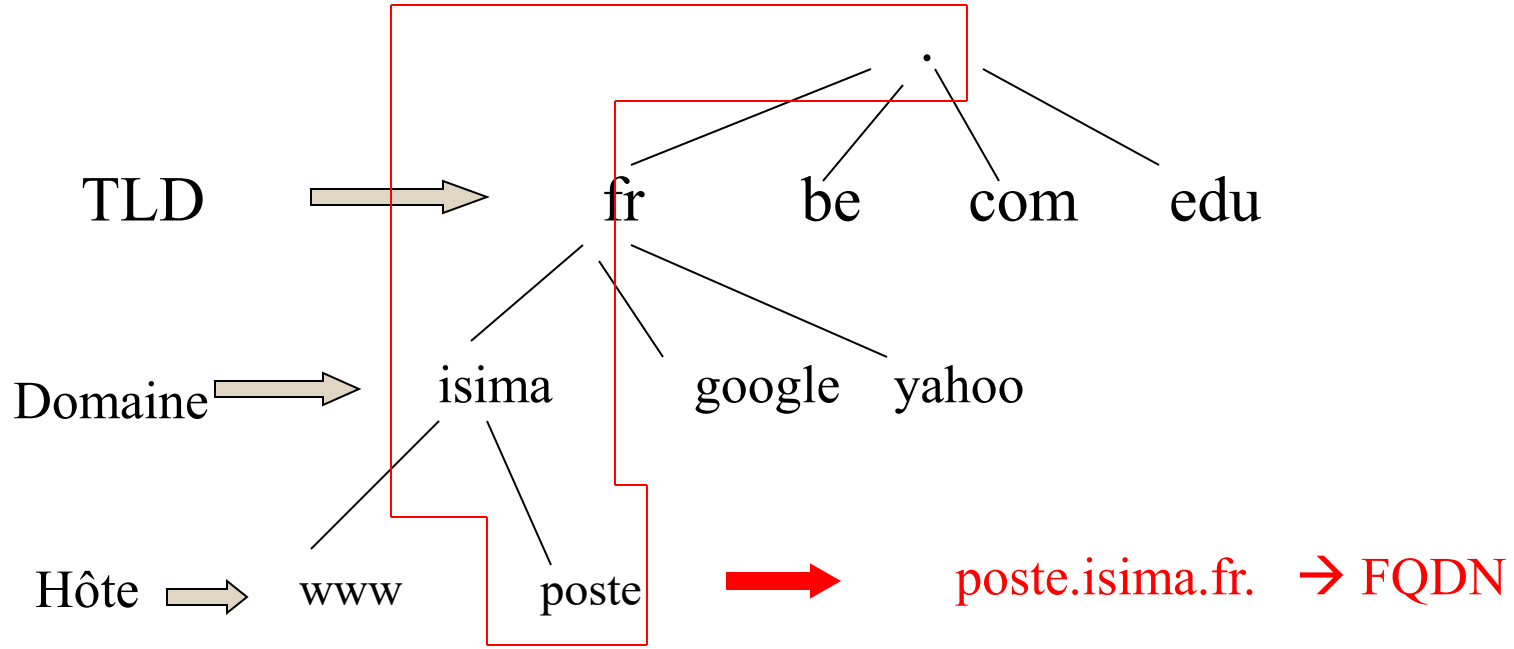 .
TLD fr be com edu
Domaine isima google yahoo
Hôte www poste poste.isima.fr. → FQDN